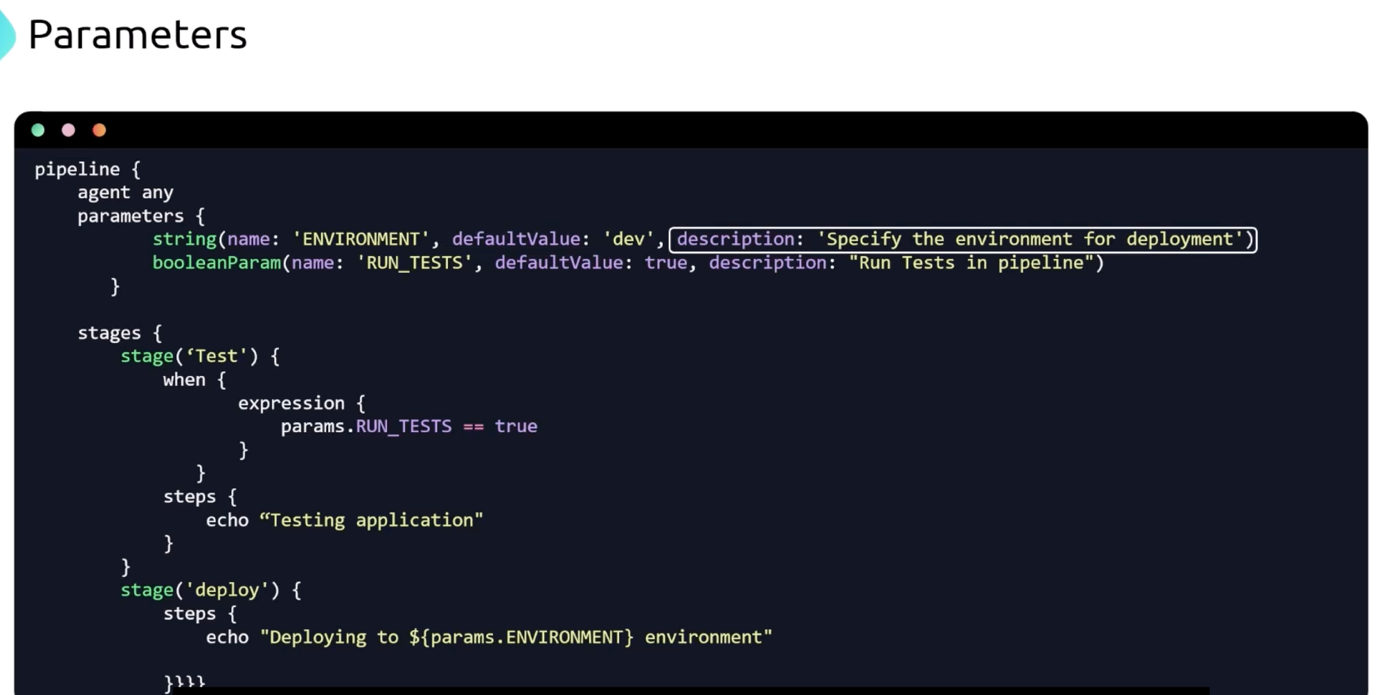 Parameters
pipeline {
    agent any
    parameters {
           string(name: 'ENVIRONMENT', defaultValue: 'dev', description: 'Specify the environment for deployment')
           booleanParam(name: 'RUN_TESTS', defaultValue: true, description: "Run Tests in pipeline")
       }
    stages {
        stage(‘Test') {
            when {
                   expression {
                       params.RUN_TESTS == true
                   }
               }
            steps {
                echo “Testing application"
            }
        }
        stage('deploy') {
            steps {
                echo "Deploying to ${params.ENVIRONMENT} environment"
            }}}}